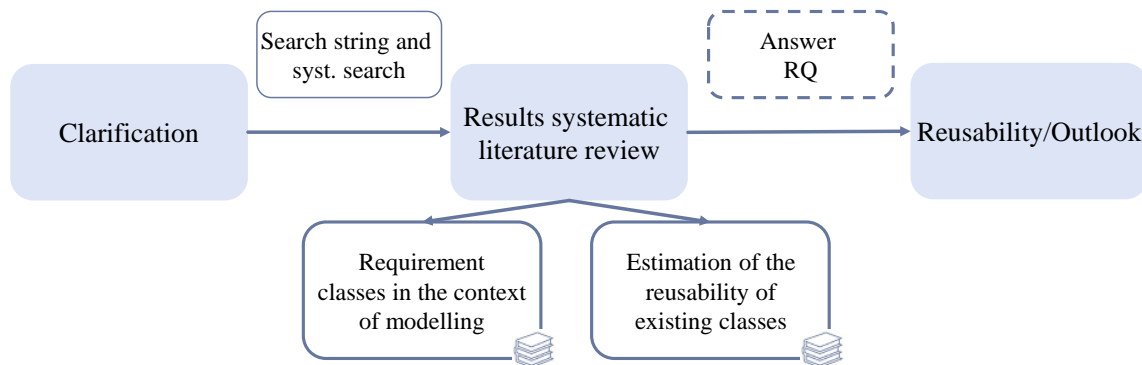 Search string and
syst. search
Answer
RQ
Clarification
Results systematic
literature review
Reusability/Outlook
Requirement
classes in the context
of modelling
Estimation of the
reusability of
existing classes